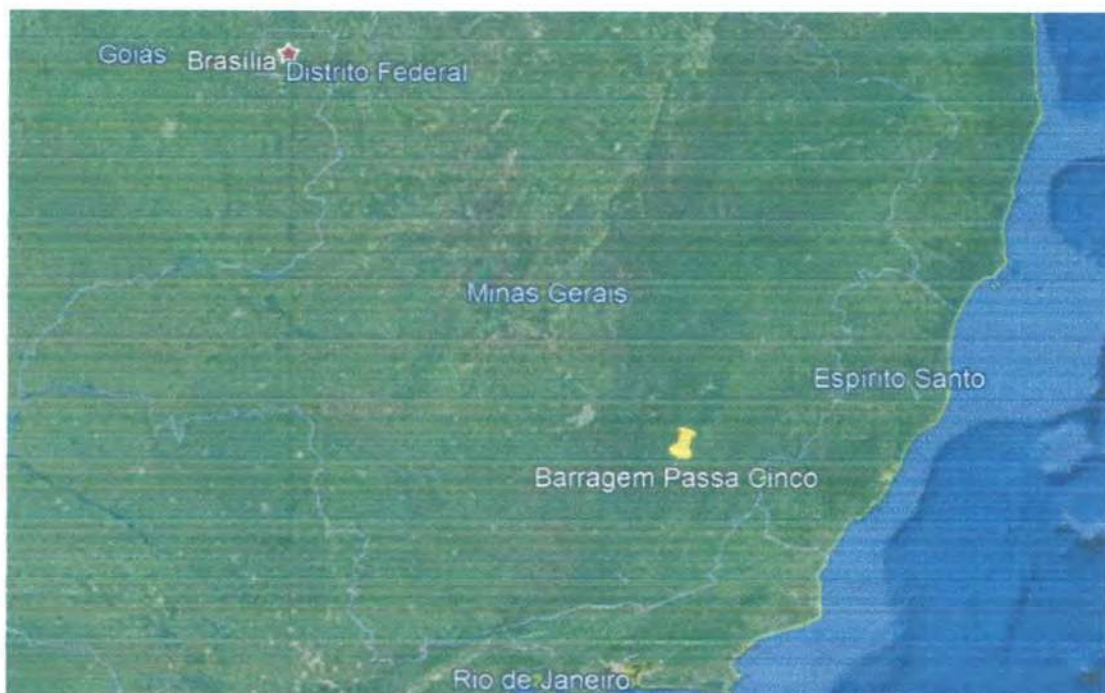 Goiás Brasília
Distrito Federal
Minas Gerais
Espírito Santo
Barragem Passa Cinco
Rio de Janeiro